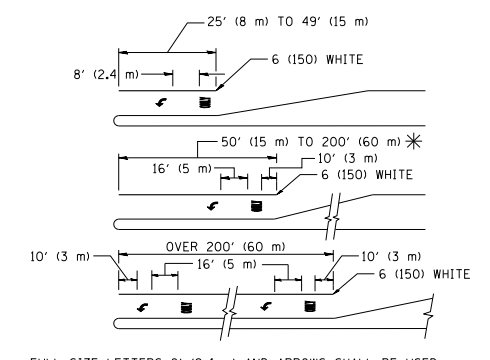 25' (8 m) TO 49' (15 m)
8' (2.4 m)
6 (150) WHITE
50' (15 m) TO 200' (60 m)
16' (5 m)
10' (3 m)
6 (150) WHITE
OVER 200' (60 m)
10' (3 m)
16' (5 m)
10' (3 m)
6 (150) WHITE